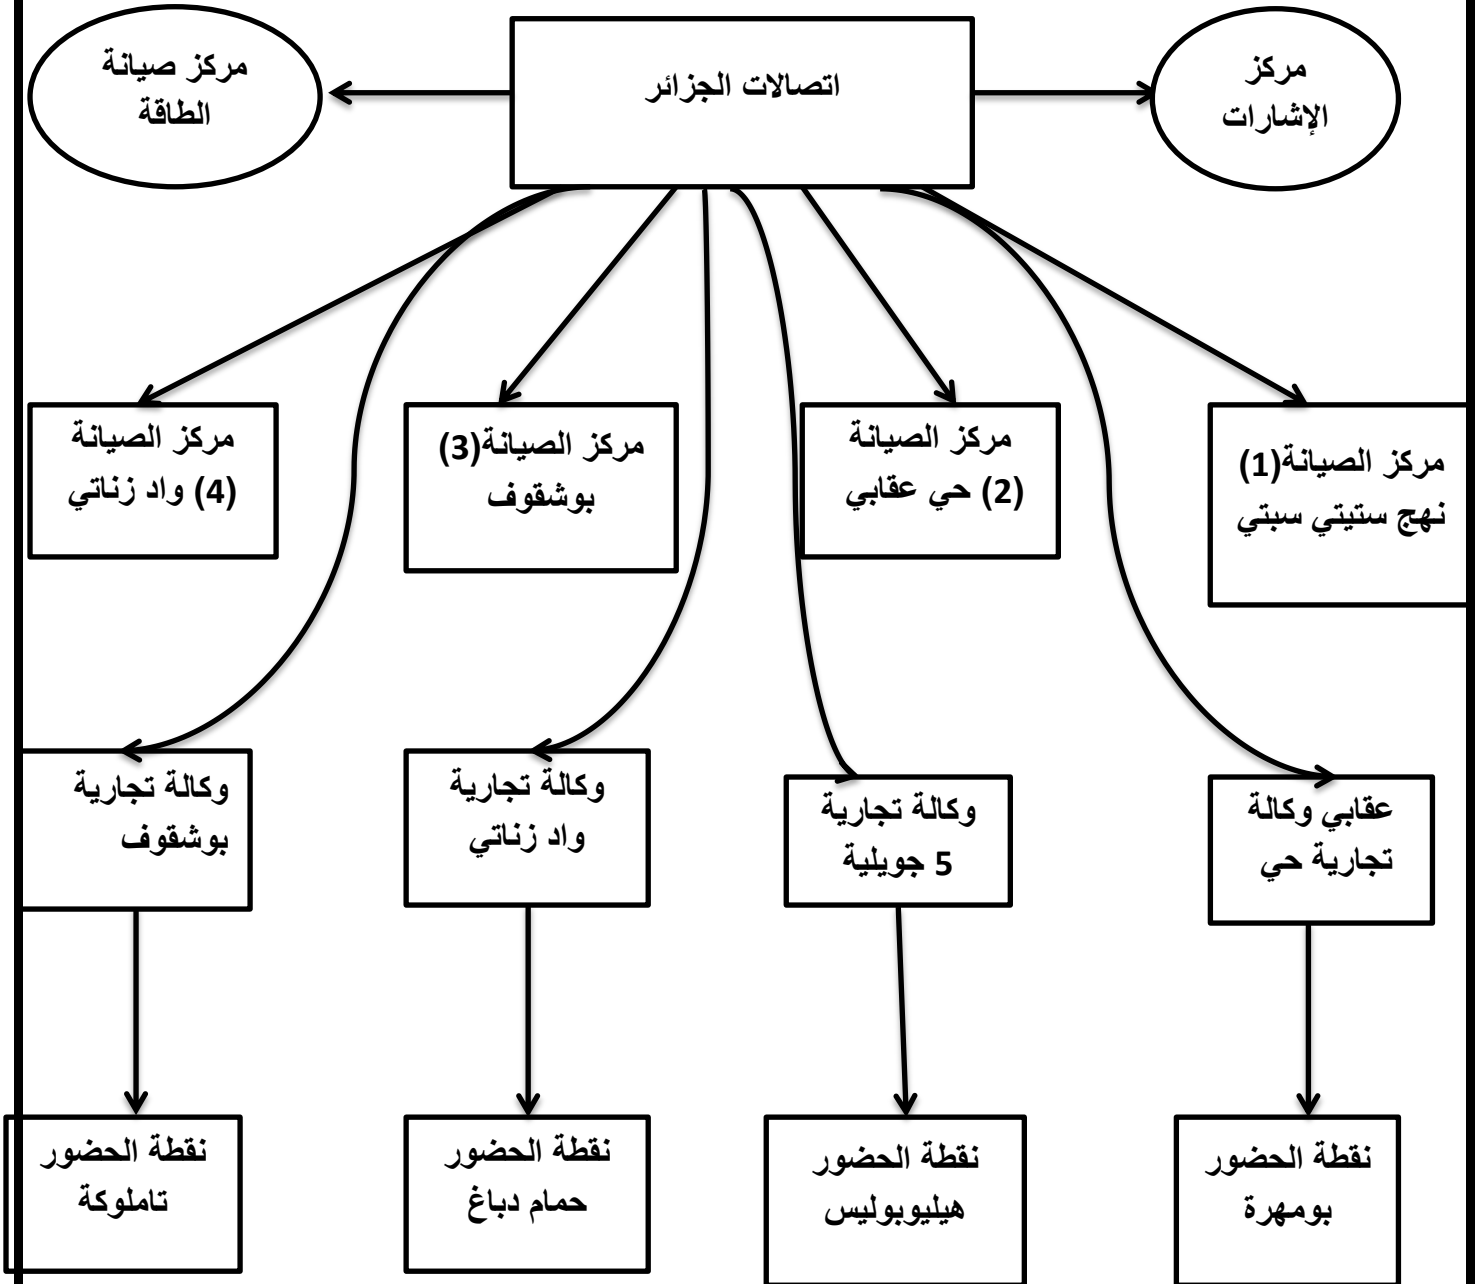 مركز
الإشارات
اتصالات الجزائر
مركز صيانة
الطاقة
مركز الصيانة(1)
نهج ستيتي سبتي
مركز الصيانة
(2) حي عقابي
مركز الصيانة(3)
بوشقوف
مركز الصيانة
(4) واد زناتي
عقابي وكالة
تجارية حي
وكالة تجارية
5 جويلية
وكالة تجارية
واد زناتي
وكالة تجارية
بوشقوف
نقطة الحضور
بومهرة
نقطة الحضور
هيليوبوليس
نقطة الحضور
حمام دباغ
نقطة الحضور
تاملوكة